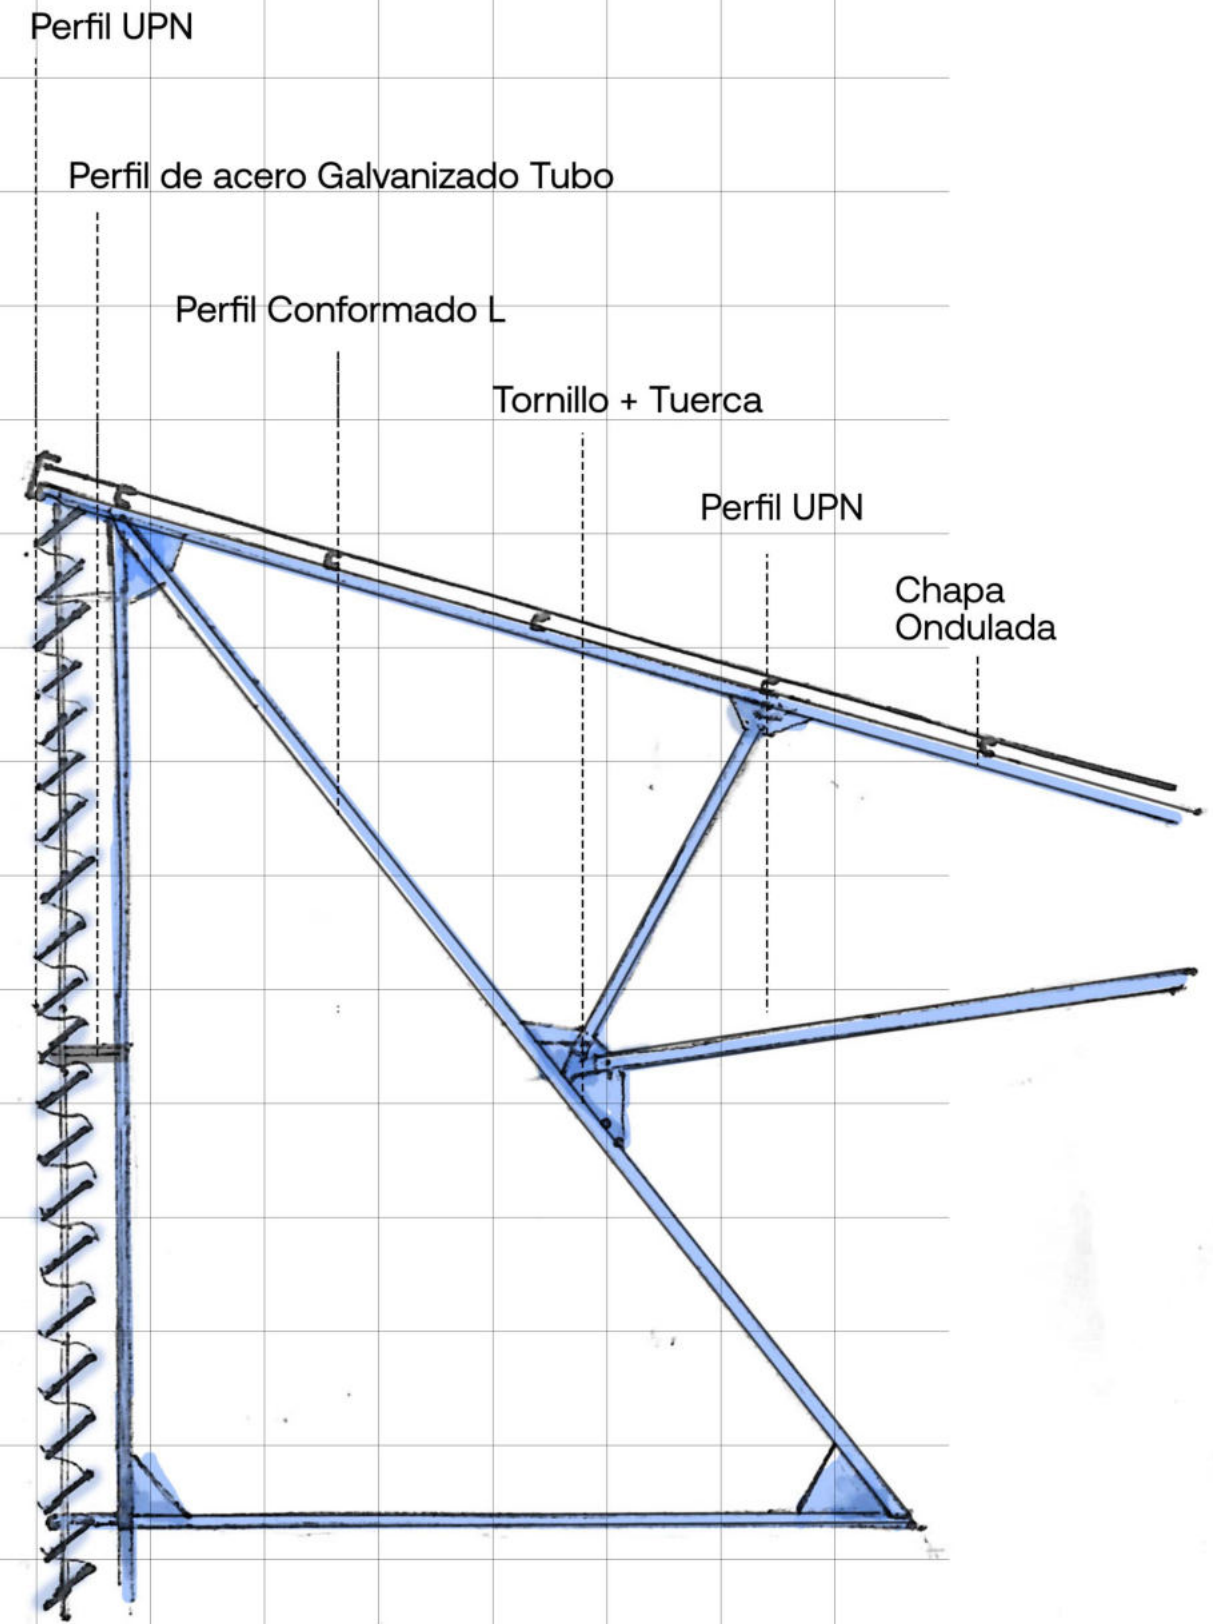 Perfil UPN
Perfil de acero Galvanizado Tubo
Perfil Conformado L
Tornillo + Tuerca
Perfil UPN
Chapa
Ondulada